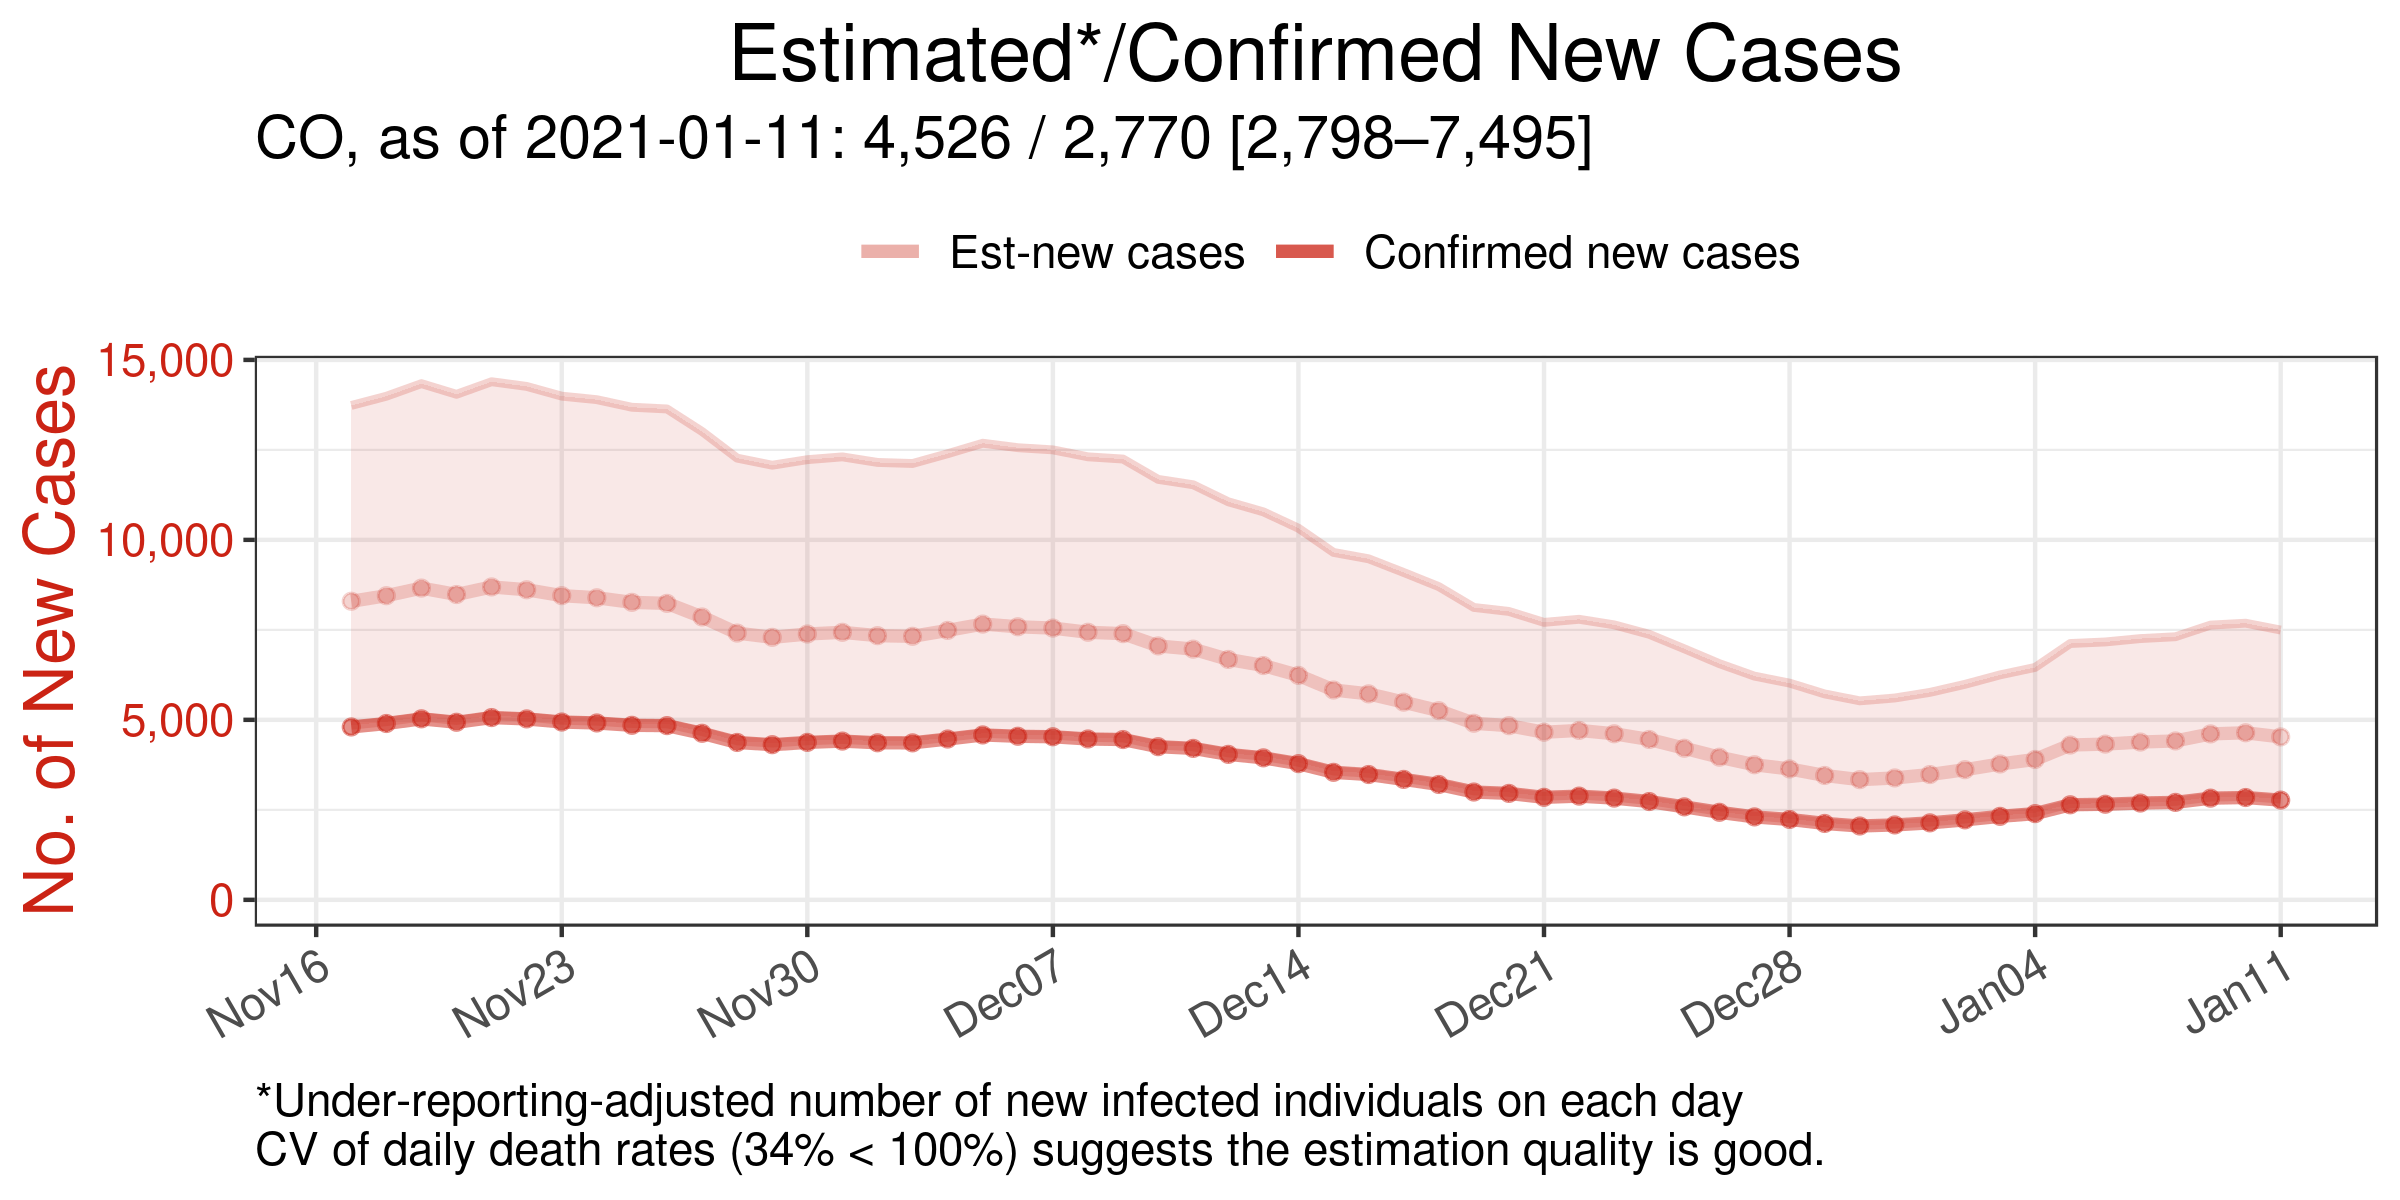 Estimated*/Confirmed New Cases
CO, as of 2021-01-11: 4,526 / 2,770 [2,798–7,495]
Est-new cases
Confirmed new cases
No. of New Cases
15,000
10,000
5,000
0
Nov16
Nov23
Nov30
Dec07
Dec14
Dec21
Dec28
Jan04
Jan11
*Under-reporting-adjusted number of new infected individuals on each day
CV of daily death rates (34% < 100%) suggests the estimation quality is good.